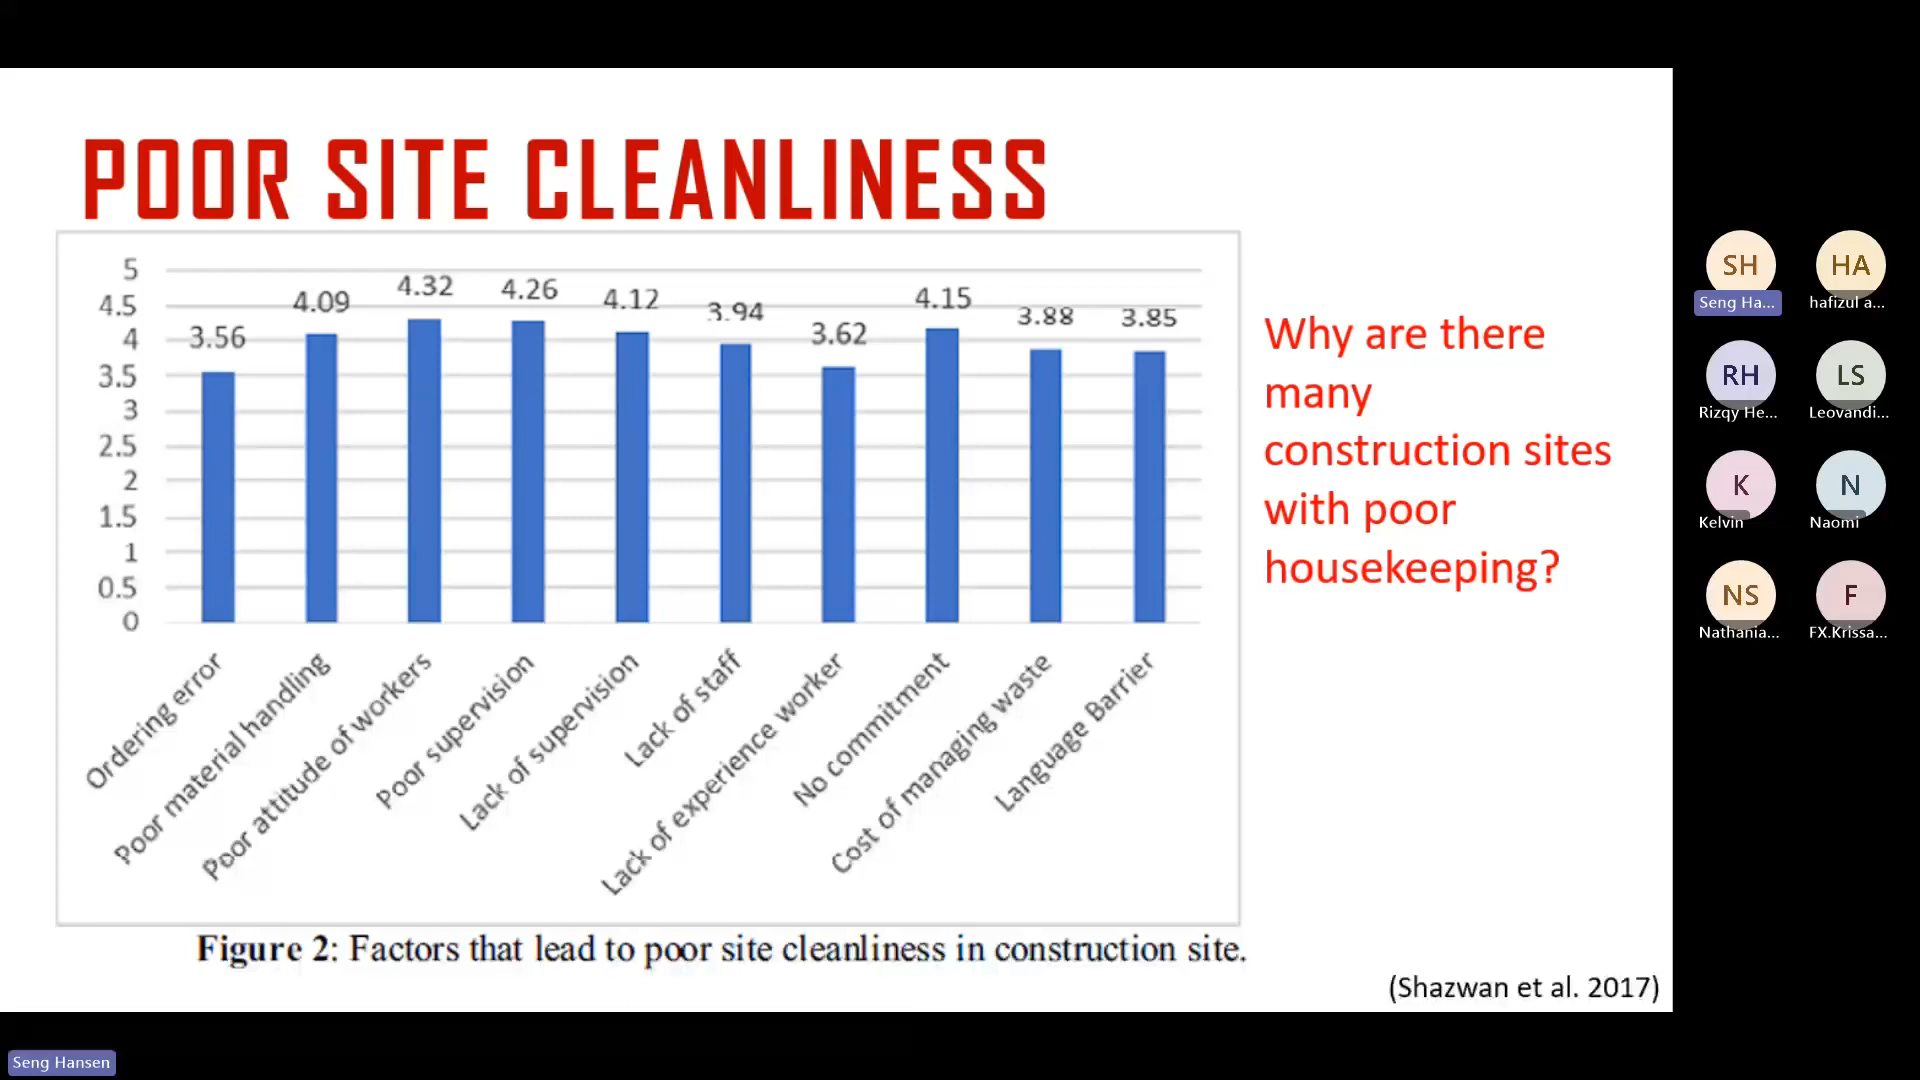 POOR SITE CLEANLINESS
5
4.5
4
3.5
3
2.5
2
1.5
1
0.5
0
3.56
4.09
4.32
4.26
4.12
3.94
3.62
4.15
3.88
3.85
Ordering error
Poor material handling
Poor attitude of workers
Poor supervision
Lack of supervision
Lack of staff
Lack of experience worker
No commitment
Cost of managing waste
Language Barrier
Figure 2: Factors that lead to poor site cleanliness in construction site.
Why are there
many
construction sites
with poor
housekeeping?
(Shazwan et al. 2017)
SH
Seng Ha...
HA
hafizul a...
RH
Rizqy He...
LS
Leovandi...
K
Kelvin
N
Naomi
NS
Nathania...
F
FX.Krissa...
Seng Hansen